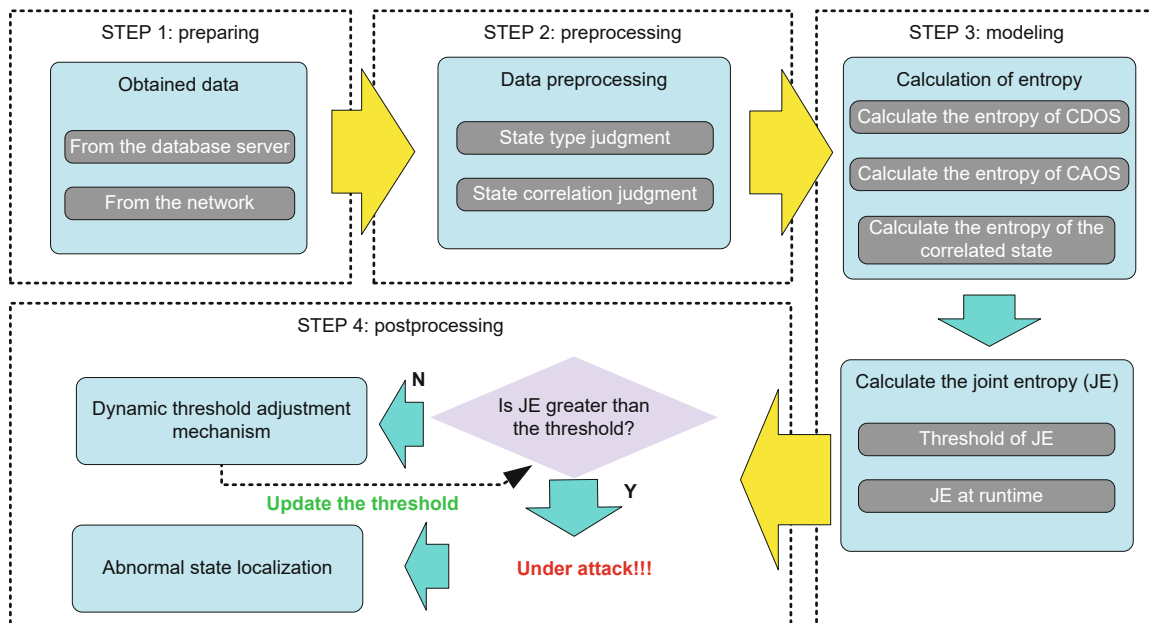 STEP 1: preparing
Obtained data
From the database server
From the network
STEP 2: preprocessing
Data preprocessing
State type judgment
State correlation judgment
STEP 3: modeling
Calculation of entropy
Calculate the entropy of CDOS
Calculate the entropy of CAOS
Calculate the entropy of the
correlated state
Calculate the joint entropy (JE)
Threshold of JE
JE at runtime
STEP 4: postprocessing
Is JE greater than
the threshold?
N
Dynamic threshold adjustment
mechanism
Update the threshold
Y
Under attack!!!
Abnormal state localization